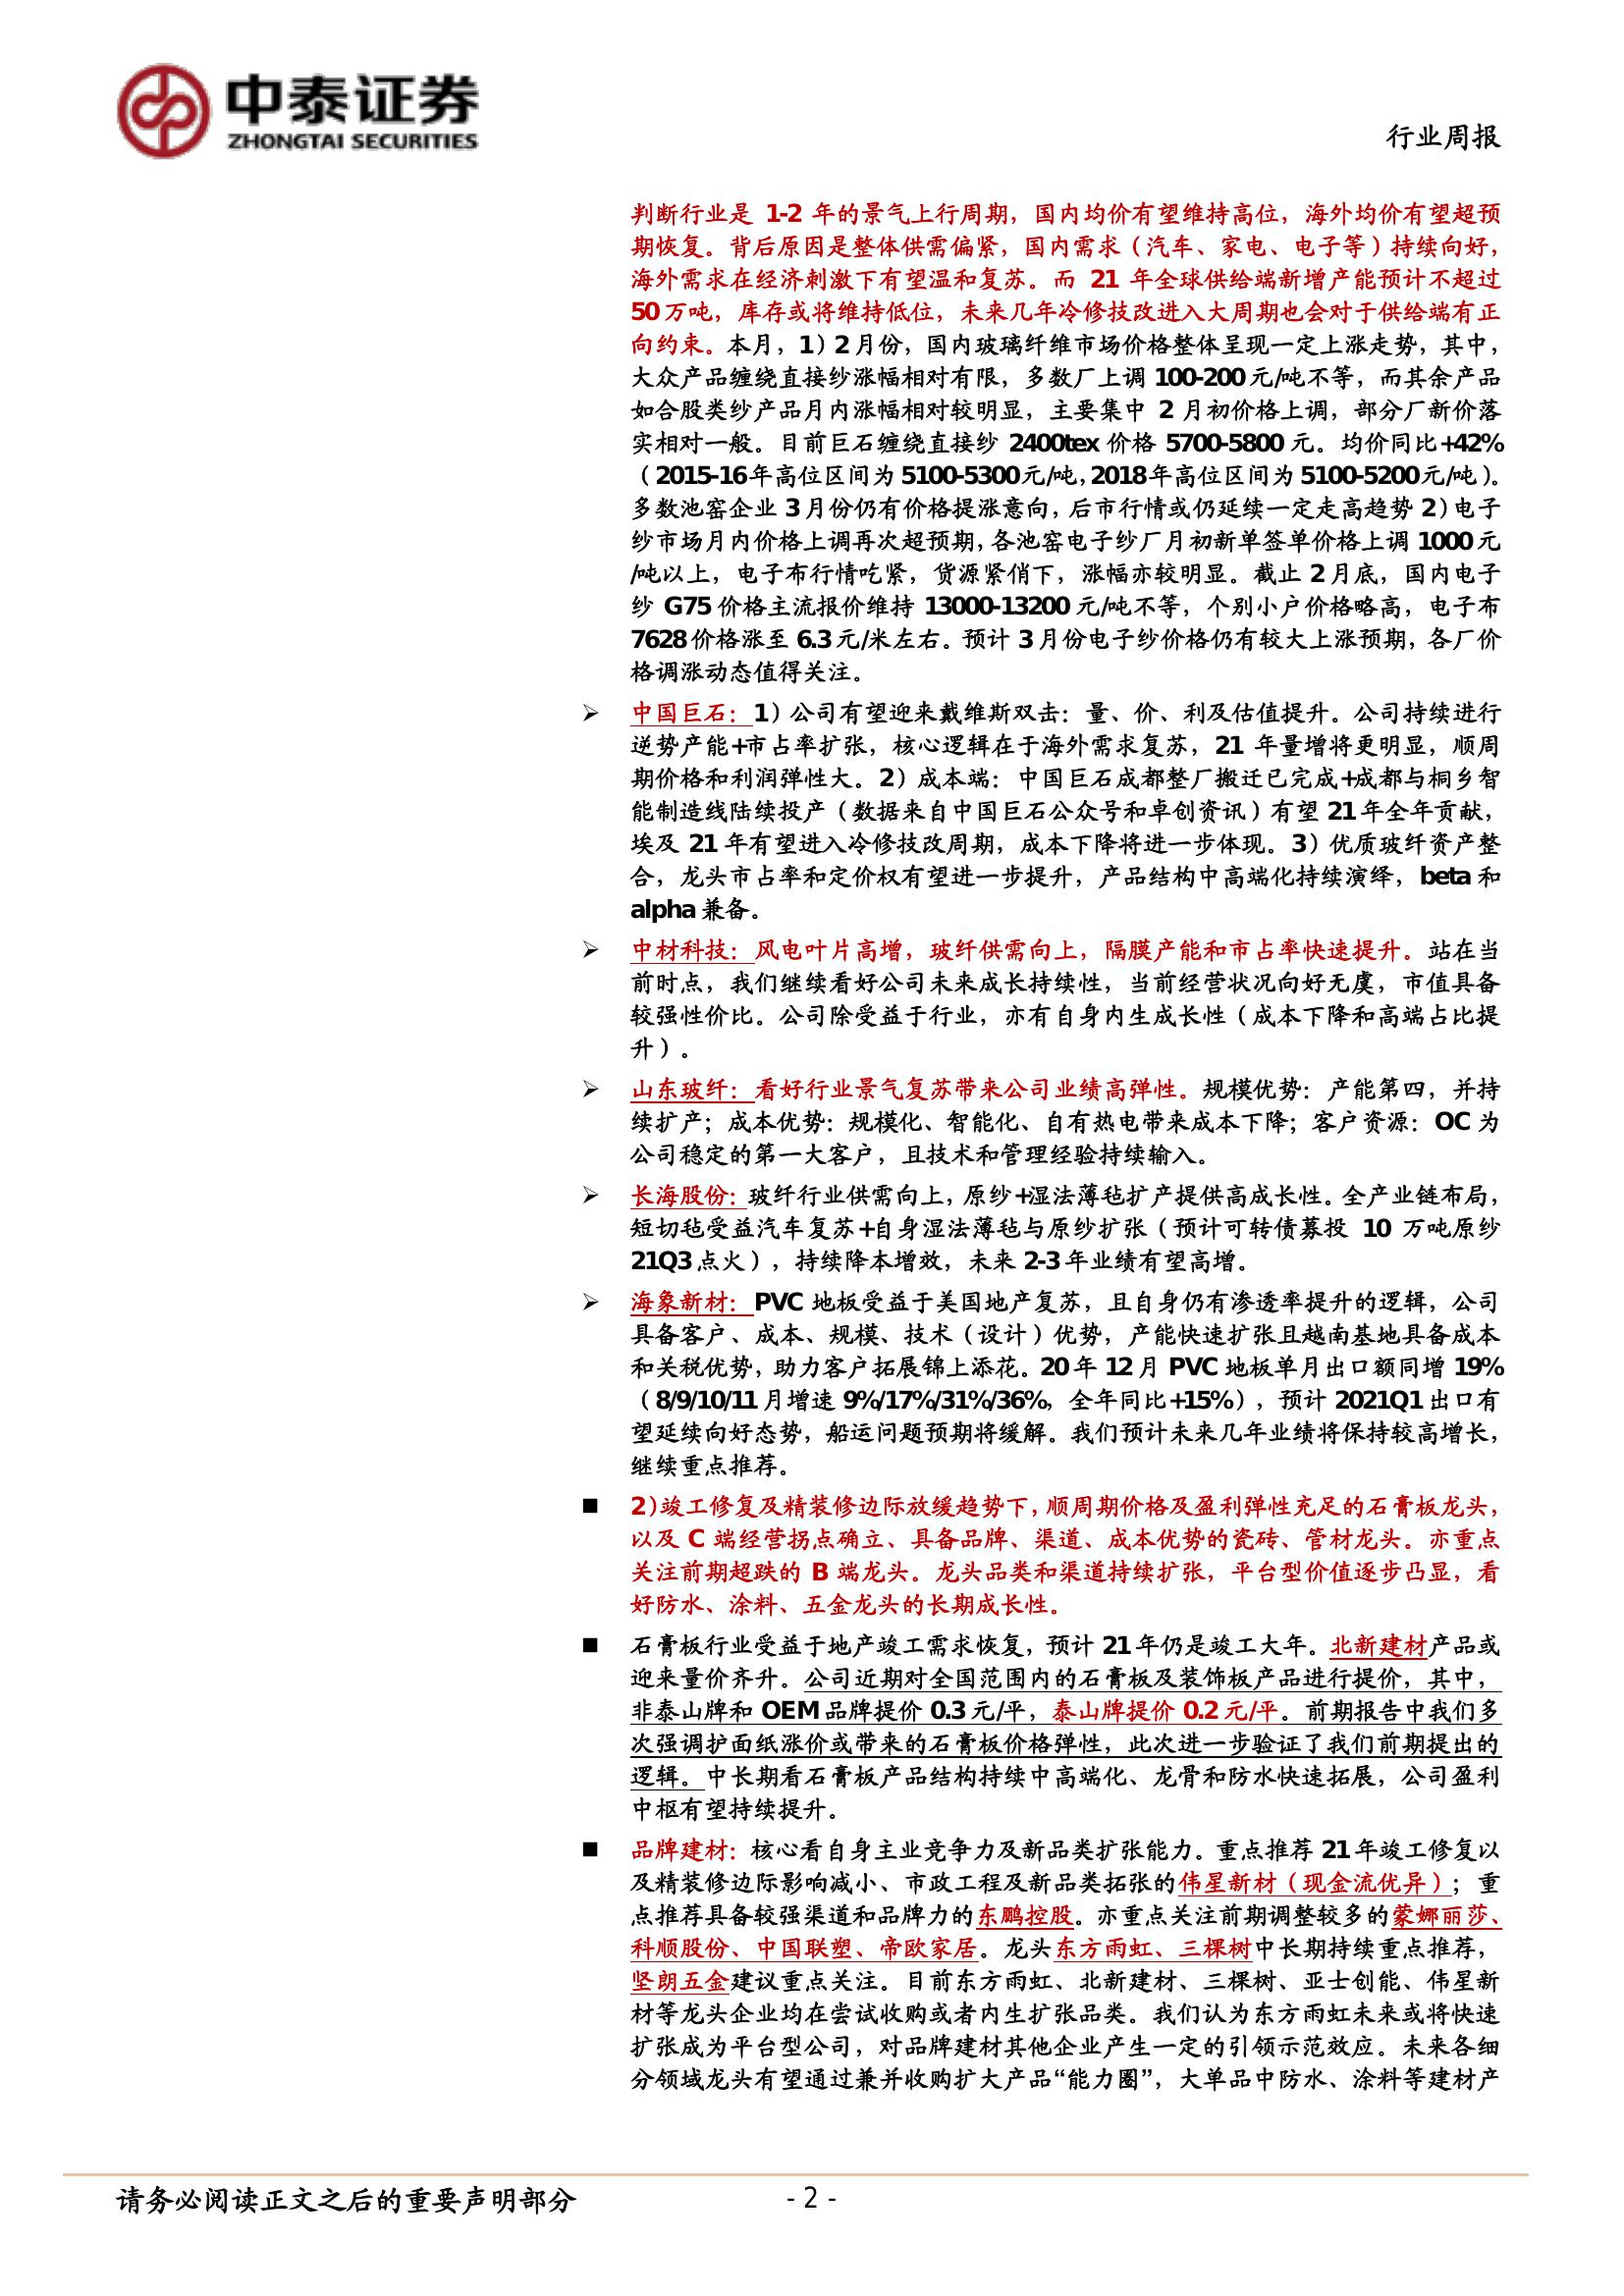 中泰证券
ZHONGTAI SECURITIES
行业周报
判断行业是 1-2 年的景气上行周期，国内均价有望维持高位，海外均价有望超预
期恢复。背后原因是整体供需偏紧，国内需求（汽车、家电、电子等）持续向好，
海外需求在经济刺激下有望温和复苏。而 21 年全球供给端新增产能预计不超过
50 万吨，库存或将维持低位，未来几年冷修技改进入大周期也会对于供给端有正
向约束。本月，1）2 月份，国内玻璃纤维市场价格整体呈现一定上涨走势，其中，
大众产品缠绕直接纱涨幅相对有限，多数厂上调 100-200 元/吨不等，而其余产品
如合股类纱产品月内涨幅相对较明显，主要集中 2 月初价格上调，部分厂新价落
实相对一般。目前巨石缠绕直接纱 2400tex 价格 5700-5800 元。均价同比+42%
（2015-16 年高位区间为 5100-5300 元/吨，2018 年高位区间为 5100-5200 元/吨）。
多数池窑企业 3 月份仍有价格提涨意向，后市行情或仍延续一定走高趋势 2）电子
纱市场月内价格上调再次超预期，各池窑电子纱厂月初新单签单价格上调 1000 元
/吨以上，电子布行情吃紧，货源紧俏下，涨幅亦较明显。截止 2 月底，国内电子
纱 G75 价格主流报价维持 13000-13200 元/吨不等，个别小户价格略高，电子布
7628 价格涨至 6.3 元/米左右。预计 3 月份电子纱价格仍有较大上涨预期，各厂价
格调涨动态值得关注。
➢ 中国巨石：1）公司有望迎来戴维斯双击：量、价、利及估值提升。公司持续进行
逆势产能+市占率扩张，核心逻辑在于海外需求复苏，21 年量增将更明显，顺周
期价格和利润弹性大。2）成本端：中国巨石成都整厂搬迁已完成+成都与桐乡智
能制造线陆续投产（数据来自中国巨石公众号和卓创资讯）有望 21 年全年贡献，
埃及 21 年有望进入冷修技改周期，成本下降将进一步体现。3）优质玻纤资产整
合，龙头市占率和定价权有望进一步提升，产品结构中高端化持续演绎，beta 和
alpha 兼备。
➢ 中材科技：风电叶片高增，玻纤供需向上，隔膜产能和市占率快速提升。站在当
前时点，我们继续看好公司未来成长持续性，当前经营状况向好无虞，市值具备
较强性价比。公司除受益于行业，亦有自身内生成长性（成本下降和高端占比提
升）。
➢ 山东玻纤：看好行业景气复苏带来公司业绩高弹性。规模优势：产能第四，并持
续扩产；成本优势：规模化、智能化、自有热电带来成本下降；客户资源：OC 为
公司稳定的第一大客户，且技术和管理经验持续输入。
➢ 长海股份：玻纤行业供需向上，原纱+湿法薄毡扩产提供高成长性。全产业链布局，
短切毡受益汽车复苏+自身湿法薄毡与原纱扩张（预计可转债募投 10 万吨原纱
21Q3 点火），持续降本增效，未来 2-3 年业绩有望高增。
➢ 海象新材：PVC 地板受益于美国地产复苏，且自身仍有渗透率提升的逻辑，公司
具备客户、成本、规模、技术（设计）优势，产能快速扩张且越南基地具备成本
和关税优势，助力客户拓展锦上添花。20 年 12 月 PVC 地板单月出口额同增 19%
（8/9/10/11 月增速 9%/17%/31%/36%，全年同比+15%），预计 2021Q1 出口有
望延续向好态势，船运问题预期将缓解。我们预计未来几年业绩将保持较高增长，
继续重点推荐。
■ 2)竣工修复及精装修边际放缓趋势下，顺周期价格及盈利弹性充足的石膏板龙头，
以及 C 端经营拐点确立、具备品牌、渠道、成本优势的瓷砖、管材龙头。亦重点
关注前期超跌的 B 端龙头。龙头品类和渠道持续扩张，平台型价值逐步凸显，看
好防水、涂料、五金龙头的长期成长性。
■ 石膏板行业受益于地产竣工需求恢复，预计 21 年仍是竣工大年。北新建材产品或
迎来量价齐升。公司近期对全国范围内的石膏板及装饰板产品进行提价，其中，
非泰山牌和 OEM 品牌提价 0.3 元/平，泰山牌提价 0.2 元/平。前期报告中我们多
次强调护面纸涨价或带来的石膏板价格弹性，此次进一步验证了我们前期提出的
逻辑。中长期看石膏板产品结构持续中高端化、龙骨和防水快速拓展，公司盈利
中枢有望持续提升。
■ 品牌建材：核心看自身主业竞争力及新品类扩张能力。重点推荐 21 年竣工修复以
及精装修边际影响减小、市政工程及新品类拓张的伟星新材（现金流优异）；重
点推荐具备较强渠道和品牌力的东鹏控股。亦重点关注前期调整较多的蒙娜丽莎、
科顺股份、中国联塑、帝欧家居。龙头东方雨虹、三棵树中长期持续重点推荐，
坚朗五金建议重点关注。目前东方雨虹、北新建材、三棵树、亚士创能、伟星新
材等龙头企业均在尝试收购或者内生扩张品类。我们认为东方雨虹未来或将快速
扩张成为平台型公司，对品牌建材其他企业产生一定的引领示范效应。未来各细
分领域龙头有望通过兼并收购扩大产品“能力圈”，大单品中防水、涂料等建材产
请务必阅读正文之后的重要声明部分
- 2 -